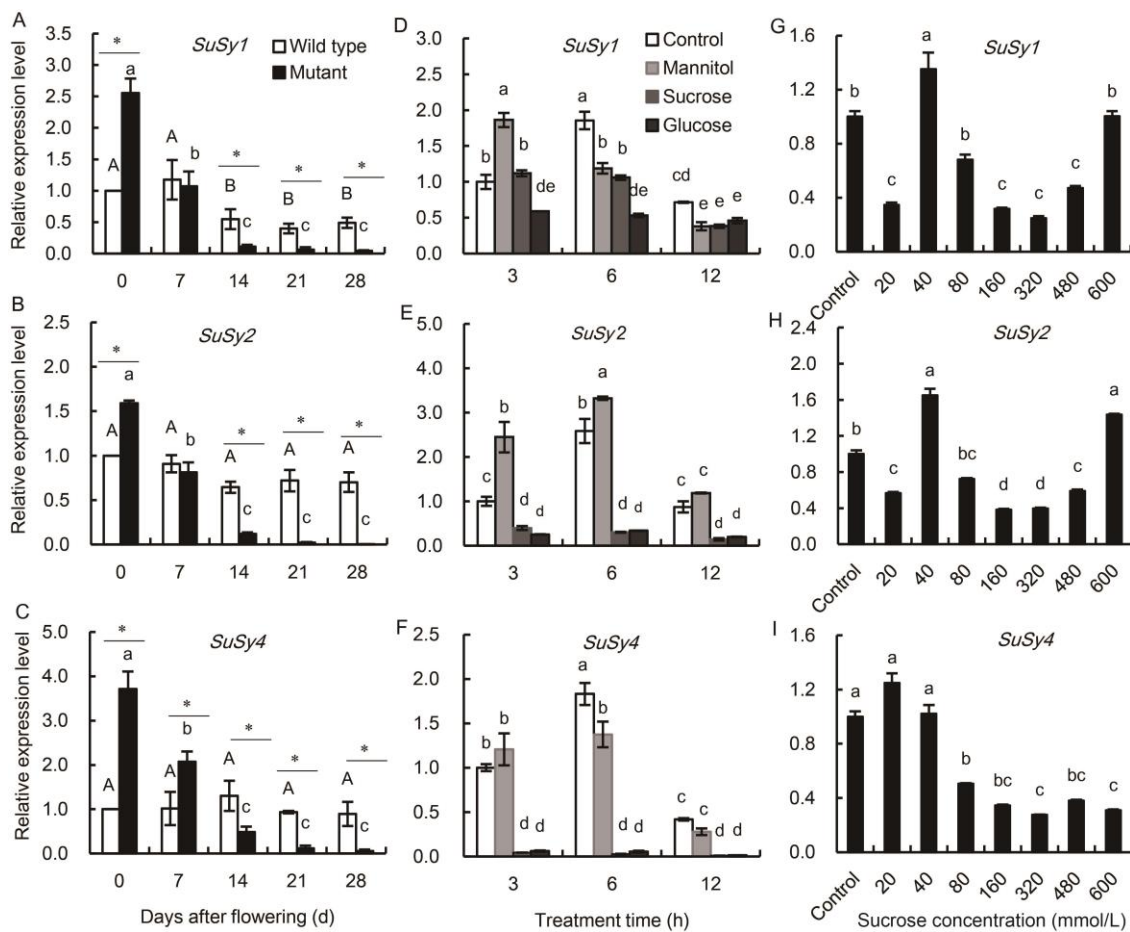 A
SuSy1
Relative expression level
3.5
3.0
2.5
2.0
1.5
1.0
0.5
0.0
Wild type
Mutant
*
A
a
A
b
*
B
c
*
B
c
*
B
c
0 7 14 21 28
B
SuSy2
Relative expression level
2.5
2.0
1.5
1.0
0.5
0.0
*
A
a
A
b
*
A
c
*
A
c
*
A
c
0 7 14 21 28
C
SuSy4
Relative expression level
5.0
4.0
3.0
2.0
1.0
0.0
*
A
a
*
A
b
*
A
c
*
A
c
*
A
c
0 7 14 21 28
Days after flowering (d)
D
SuSy1
3.0
2.5
2.0
1.5
1.0
0.5
0.0
Control
Mannitol
Sucrose
Glucose
b
a
b
de
a
b
b
de
cd
e
e
e
3 6 12
E
SuSy2
5.0
4.0
3.0
2.0
1.0
0.0
c
b
d
d
b
a
d
d
c
c
d
d
3 6 12
F
SuSy4
2.5
2.0
1.5
1.0
0.5
0.0
b
b
d
d
a
b
d
d
c
c
d
d
3 6 12
Treatment time (h)
G
SuSy1
1.6
1.2
0.8
0.4
0.0
b
c
a
b
c
c
c
b
Control 20 40 80 160 320 480 600
H
SuSy2
2.4
2.0
1.6
1.2
0.8
0.4
0.0
b
c
a
bc
d
d
c
a
Control 20 40 80 160 320 480 600
I
SuSy4
1.6
1.2
0.8
0.4
0.0
a
a
a
b
bc
c
bc
c
Control 20 40 80 160 320 480 600
Sucrose concentration (mmol/L)